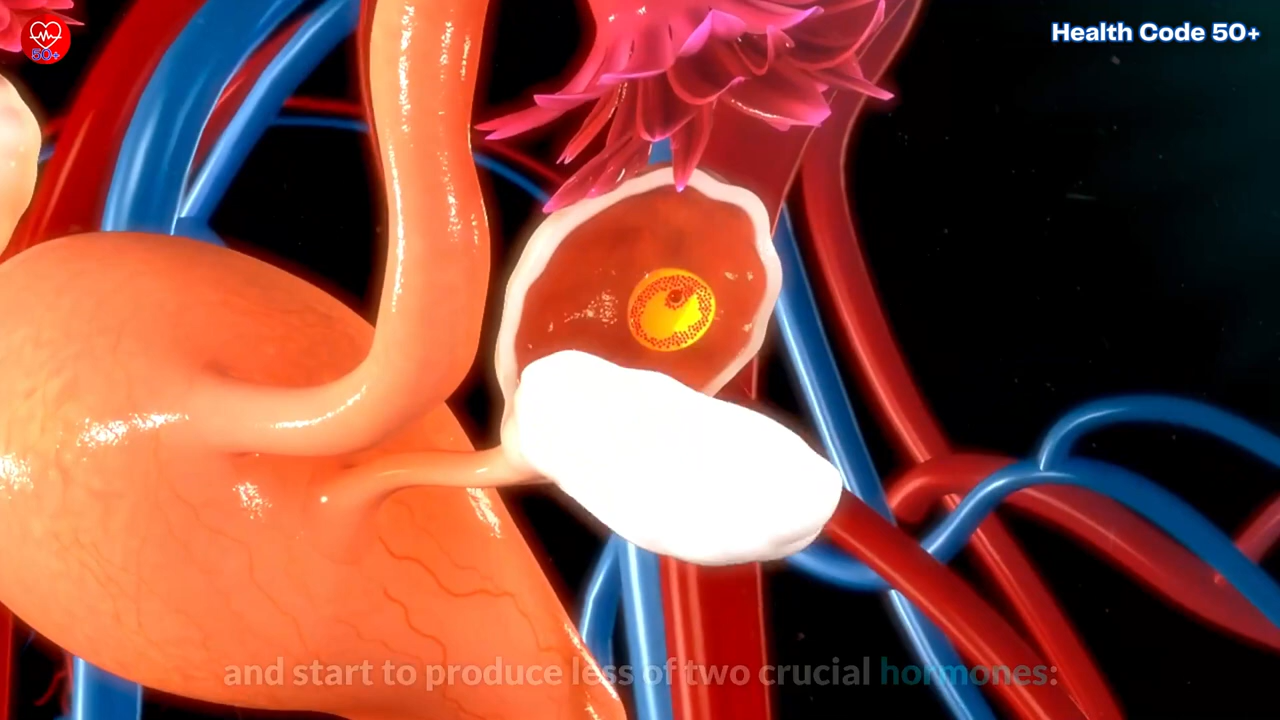 50+
Health Code 50+
and start to produce less of two crucial hormones: